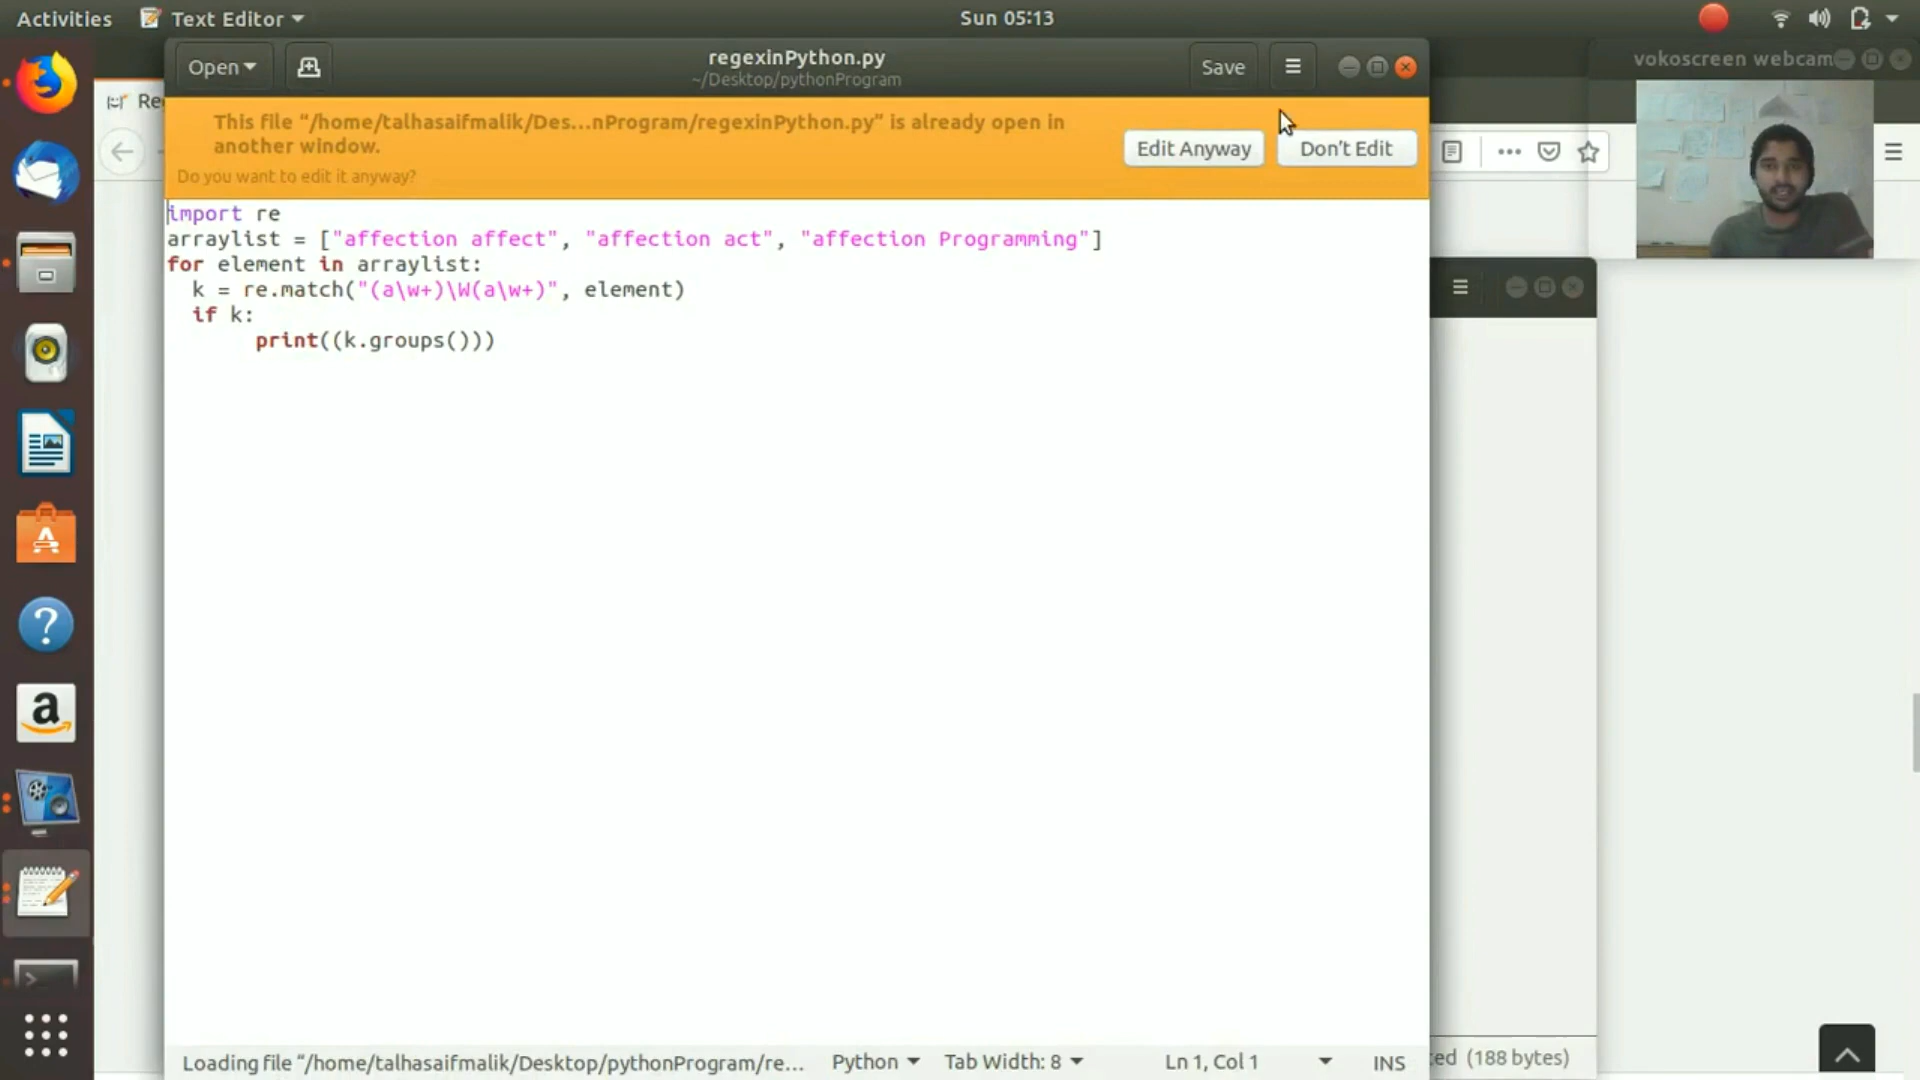 Activities
Text Editor
Sun 05:13
Open
regexinPython.py
~/Desktop/pythonProgram
Save
vokoscreen webcam
Re
This file “/home/talhasaifmalik/Des...nProgram/regexinPython.py” is already open in
another window.
Do you want to edit it anyway?
Edit Anyway
Don't Edit
import re
arraylist = ["affection affect", "affection act", "affection Programming"]
for element in arraylist:
k = re.match("(a\w+)\W(a\w+)", element)
if k:
print((k.groups()))
Loading file “/home/talhasaifmalik/Desktop/pythonProgram/re...
Python
Tab Width: 8
Ln 1, Col 1
INS
ed (188 bytes)